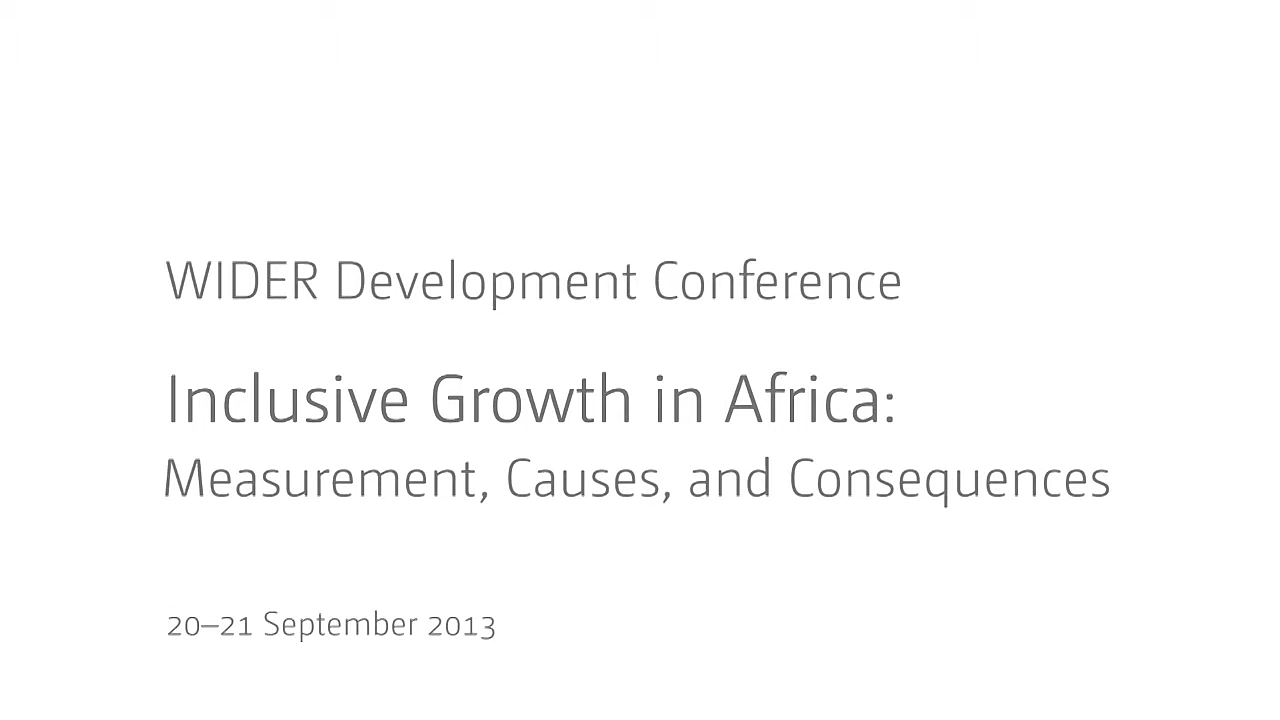 WIDER Development Conference
Inclusive Growth in Africa:
Measurement, Causes, and Consequences
20–21 September 2013